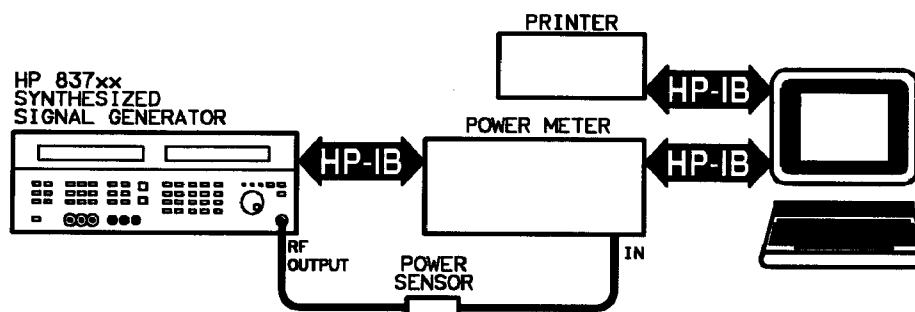 PRINTER
HP-IB
HP 837xx
SYNTHESIZED
SIGNAL GENERATOR
POWER METER
HP-IB
HP-IB
RF
OUTPUT
POWER
SENSOR
IN